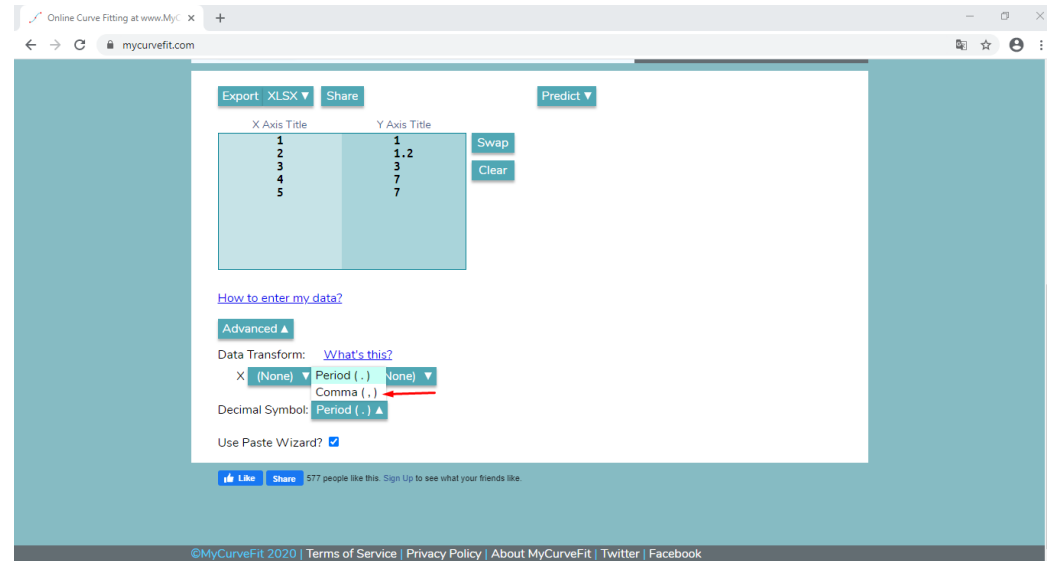 Online Curve Fitting at www.MyC
mycurvefit.com
Export XLSX ▼ Share Predict ▼
X Axis Title Y Axis Title
1 1
2 1.2
3 3
4 7
5 7
Swap
Clear
How to enter my data?
Advanced ▲
Data Transform: What's this?
X (None) ▼ Period ( . ) None) ▼
Comma ( , )
Decimal Symbol: Period ( . ) ▲
Use Paste Wizard?
Like Share 577 people like this. Sign Up to see what your friends like.
©MyCurveFit 2020 | Terms of Service | Privacy Policy | About MyCurveFit | Twitter | Facebook